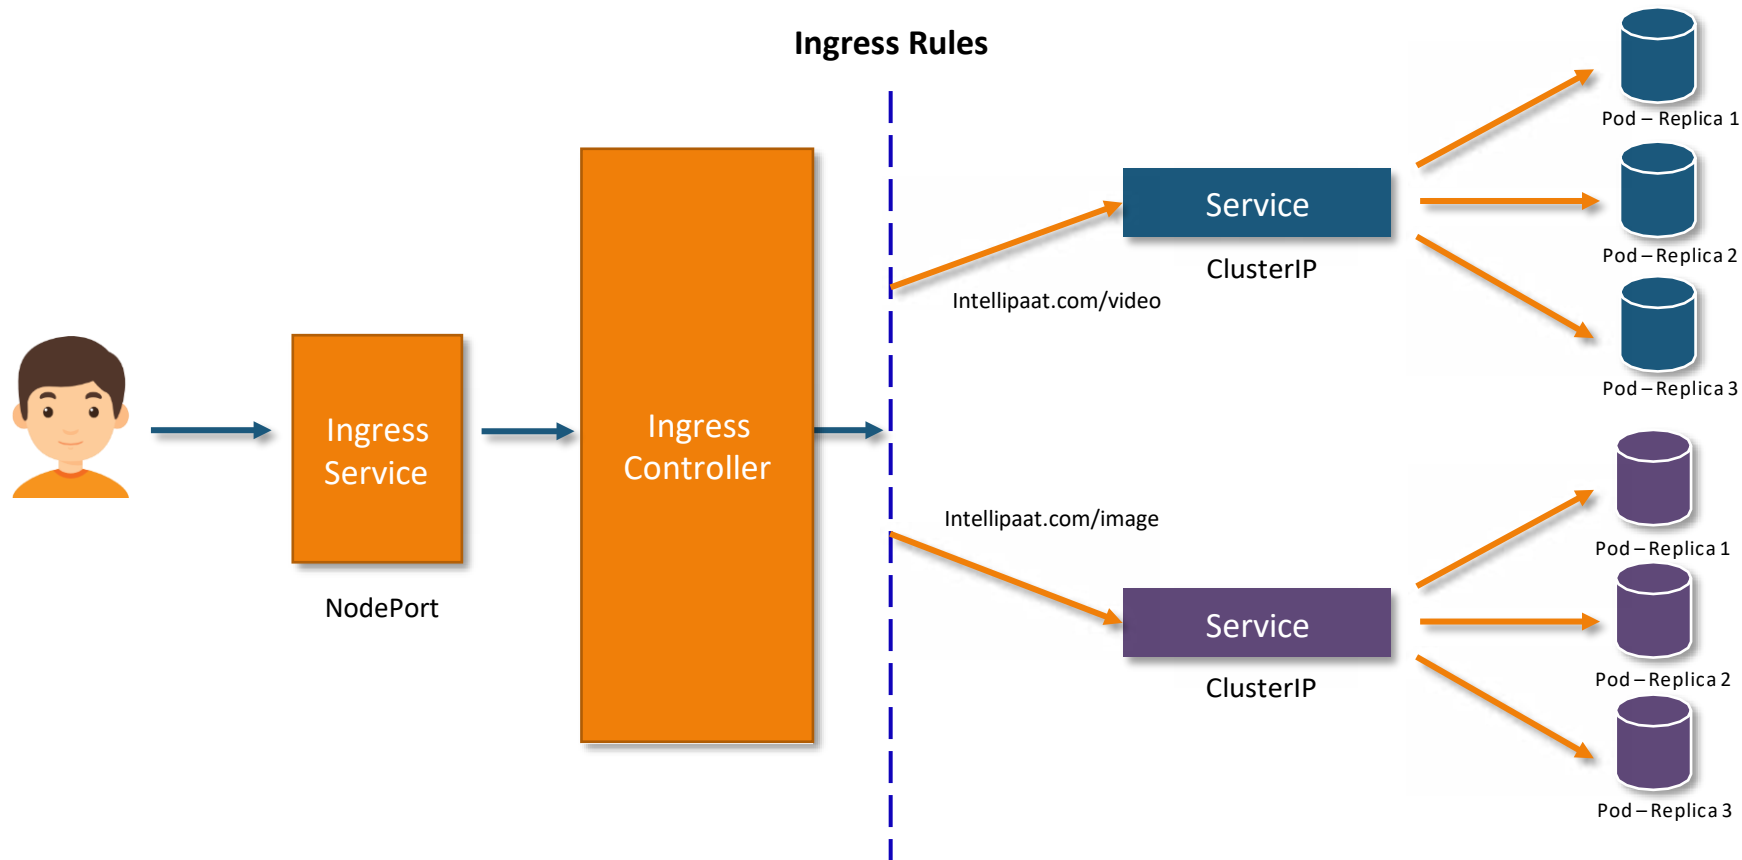 Ingress Rules
Ingress
Service
NodePort
Ingress
Controller
Intellipaat.com/video
Service
ClusterIP
Pod – Replica 1
Pod – Replica 2
Pod – Replica 3
Intellipaat.com/image
Service
ClusterIP
Pod – Replica 1
Pod – Replica 2
Pod – Replica 3